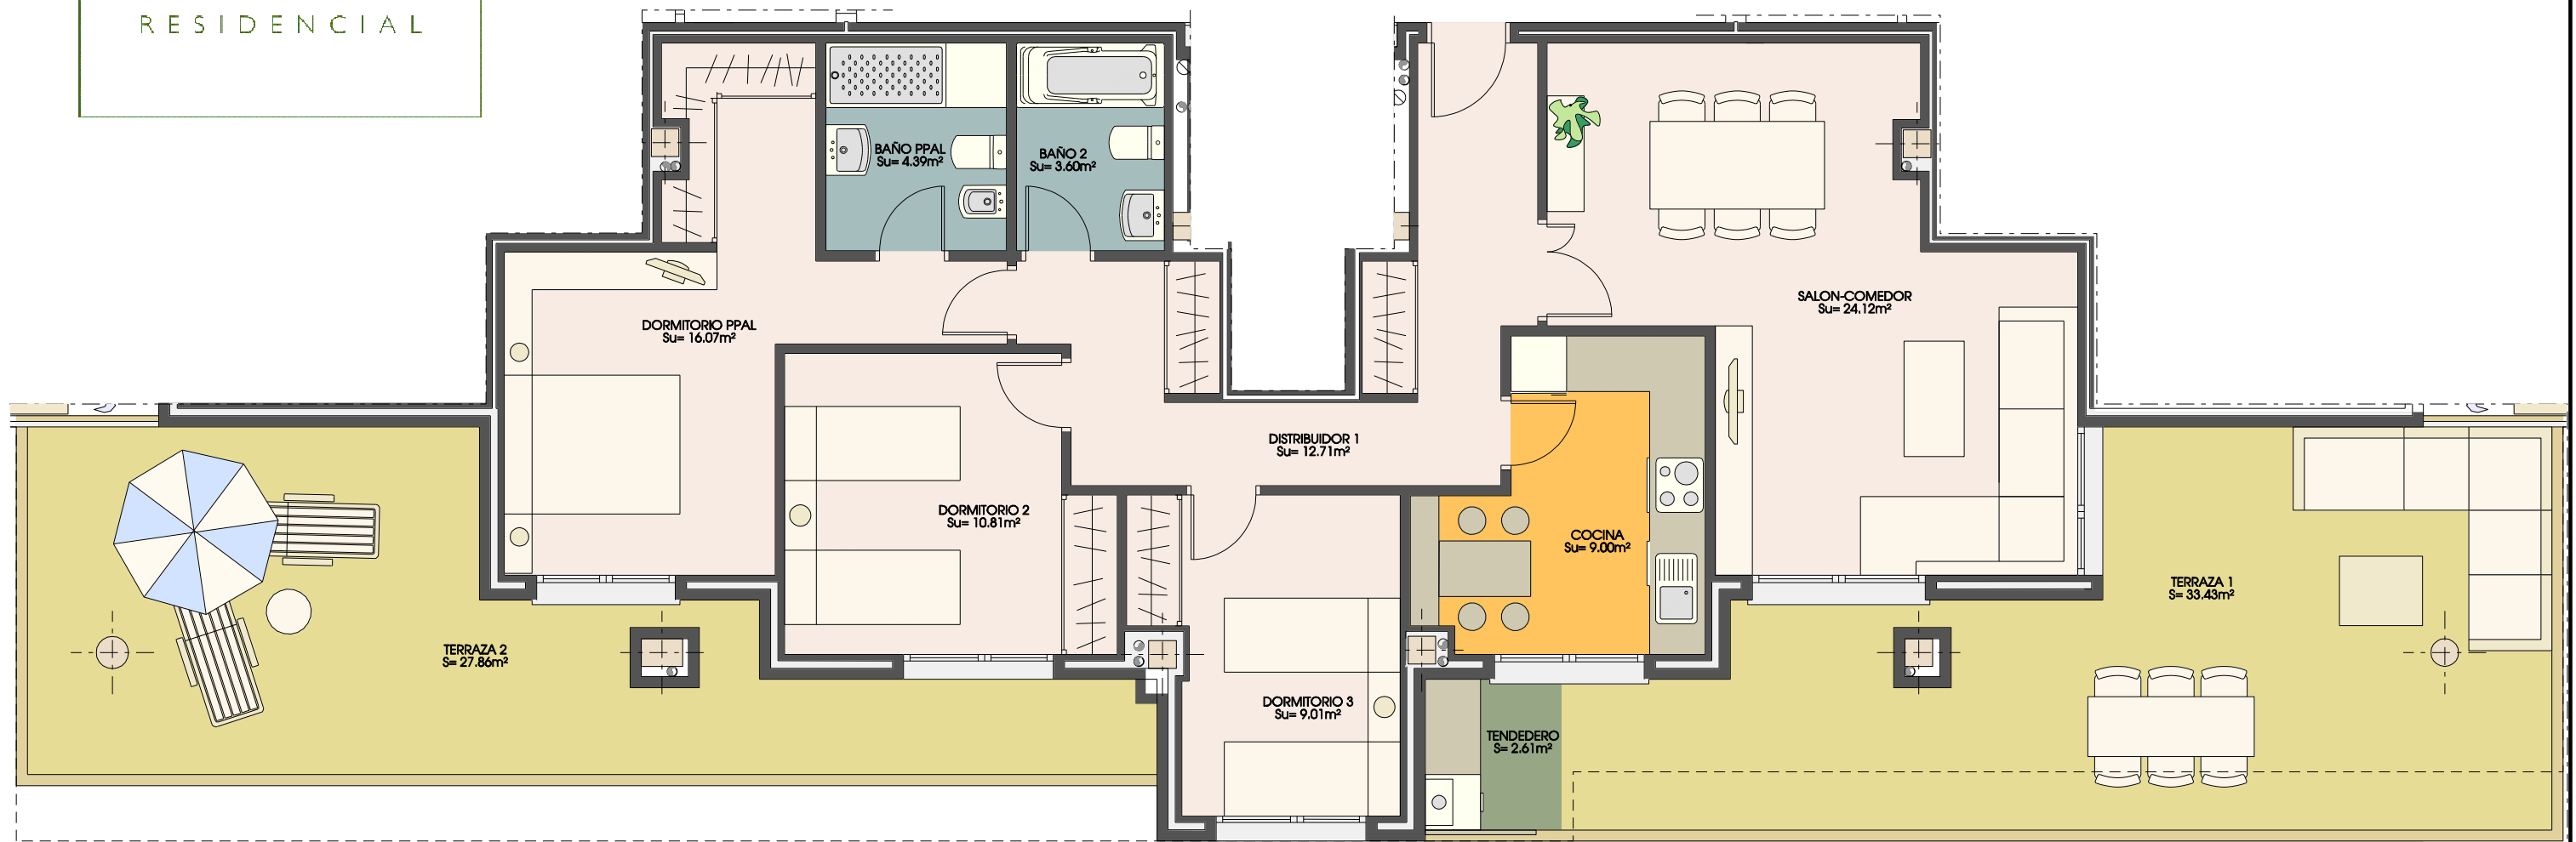 RESIDENCIAL
BAÑO PPAL
Su= 4.39m²
BAÑO 2
Su= 3.60m²
DORMITORIO PPAL
Su= 16.07m²
SALON-COMEDOR
Su= 24.12m²
DISTRIBUIDOR 1
Su= 12.71m²
DORMITORIO 2
Su= 10.81m²
COCINA
Su= 9.00m²
TERRAZA 1
S= 33.43m²
TERRAZA 2
S= 27.86m²
DORMITORIO 3
Su= 9.01m²
TENDEDERO
S= 2.61m²